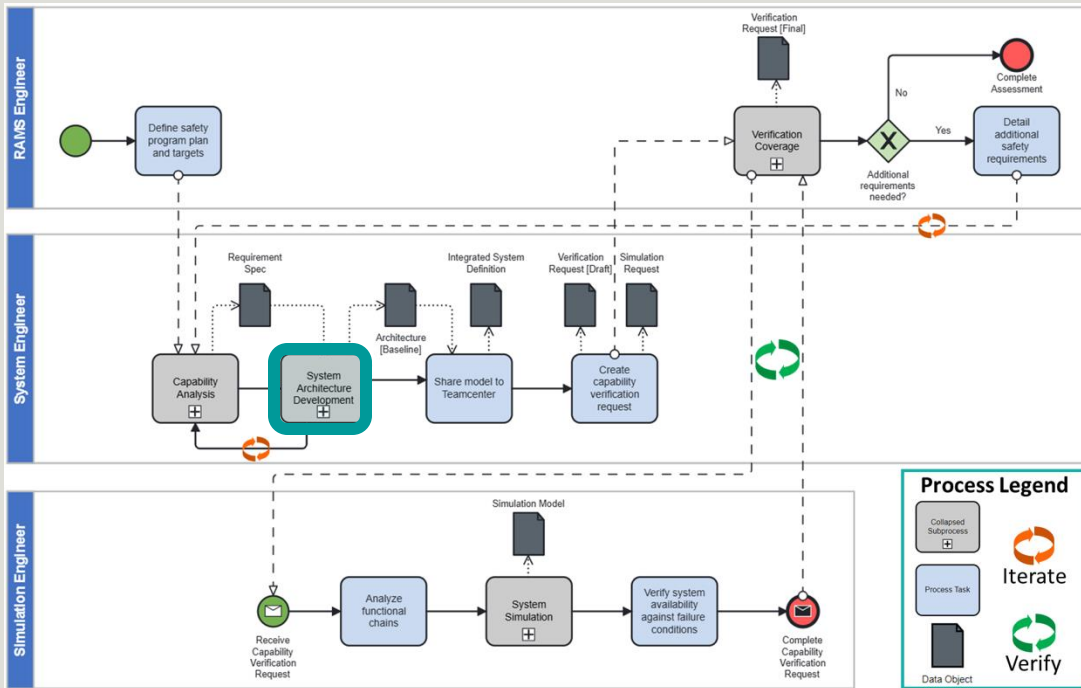 RAMS Engineer
Define safety
program plan
and targets
Verification
Request [Final]
Verification
Coverage
No
Complete
Assessment
Yes
Additional
requirements
needed?
Detail
additional
safety
requirements
System Engineer
Requirement
Spec
Capability
Analysis
System
Architecture
Development
Architecture
[Baseline]
Integrated System
Definition
Share model to
Teamcenter
Verification
Request [Draft]
Simulation
Request
Create
capability
verification
request
Simulation Engineer
Receive
Capability
Verification
Request
Analyze
functional
chains
Simulation Model
System
Simulation
Verify system
availability
against failure
conditions
Complete
Capability
Verification
Request
Process Legend
Collapsed
Subprocess
Iterate
Process Task
Data Object
Verify